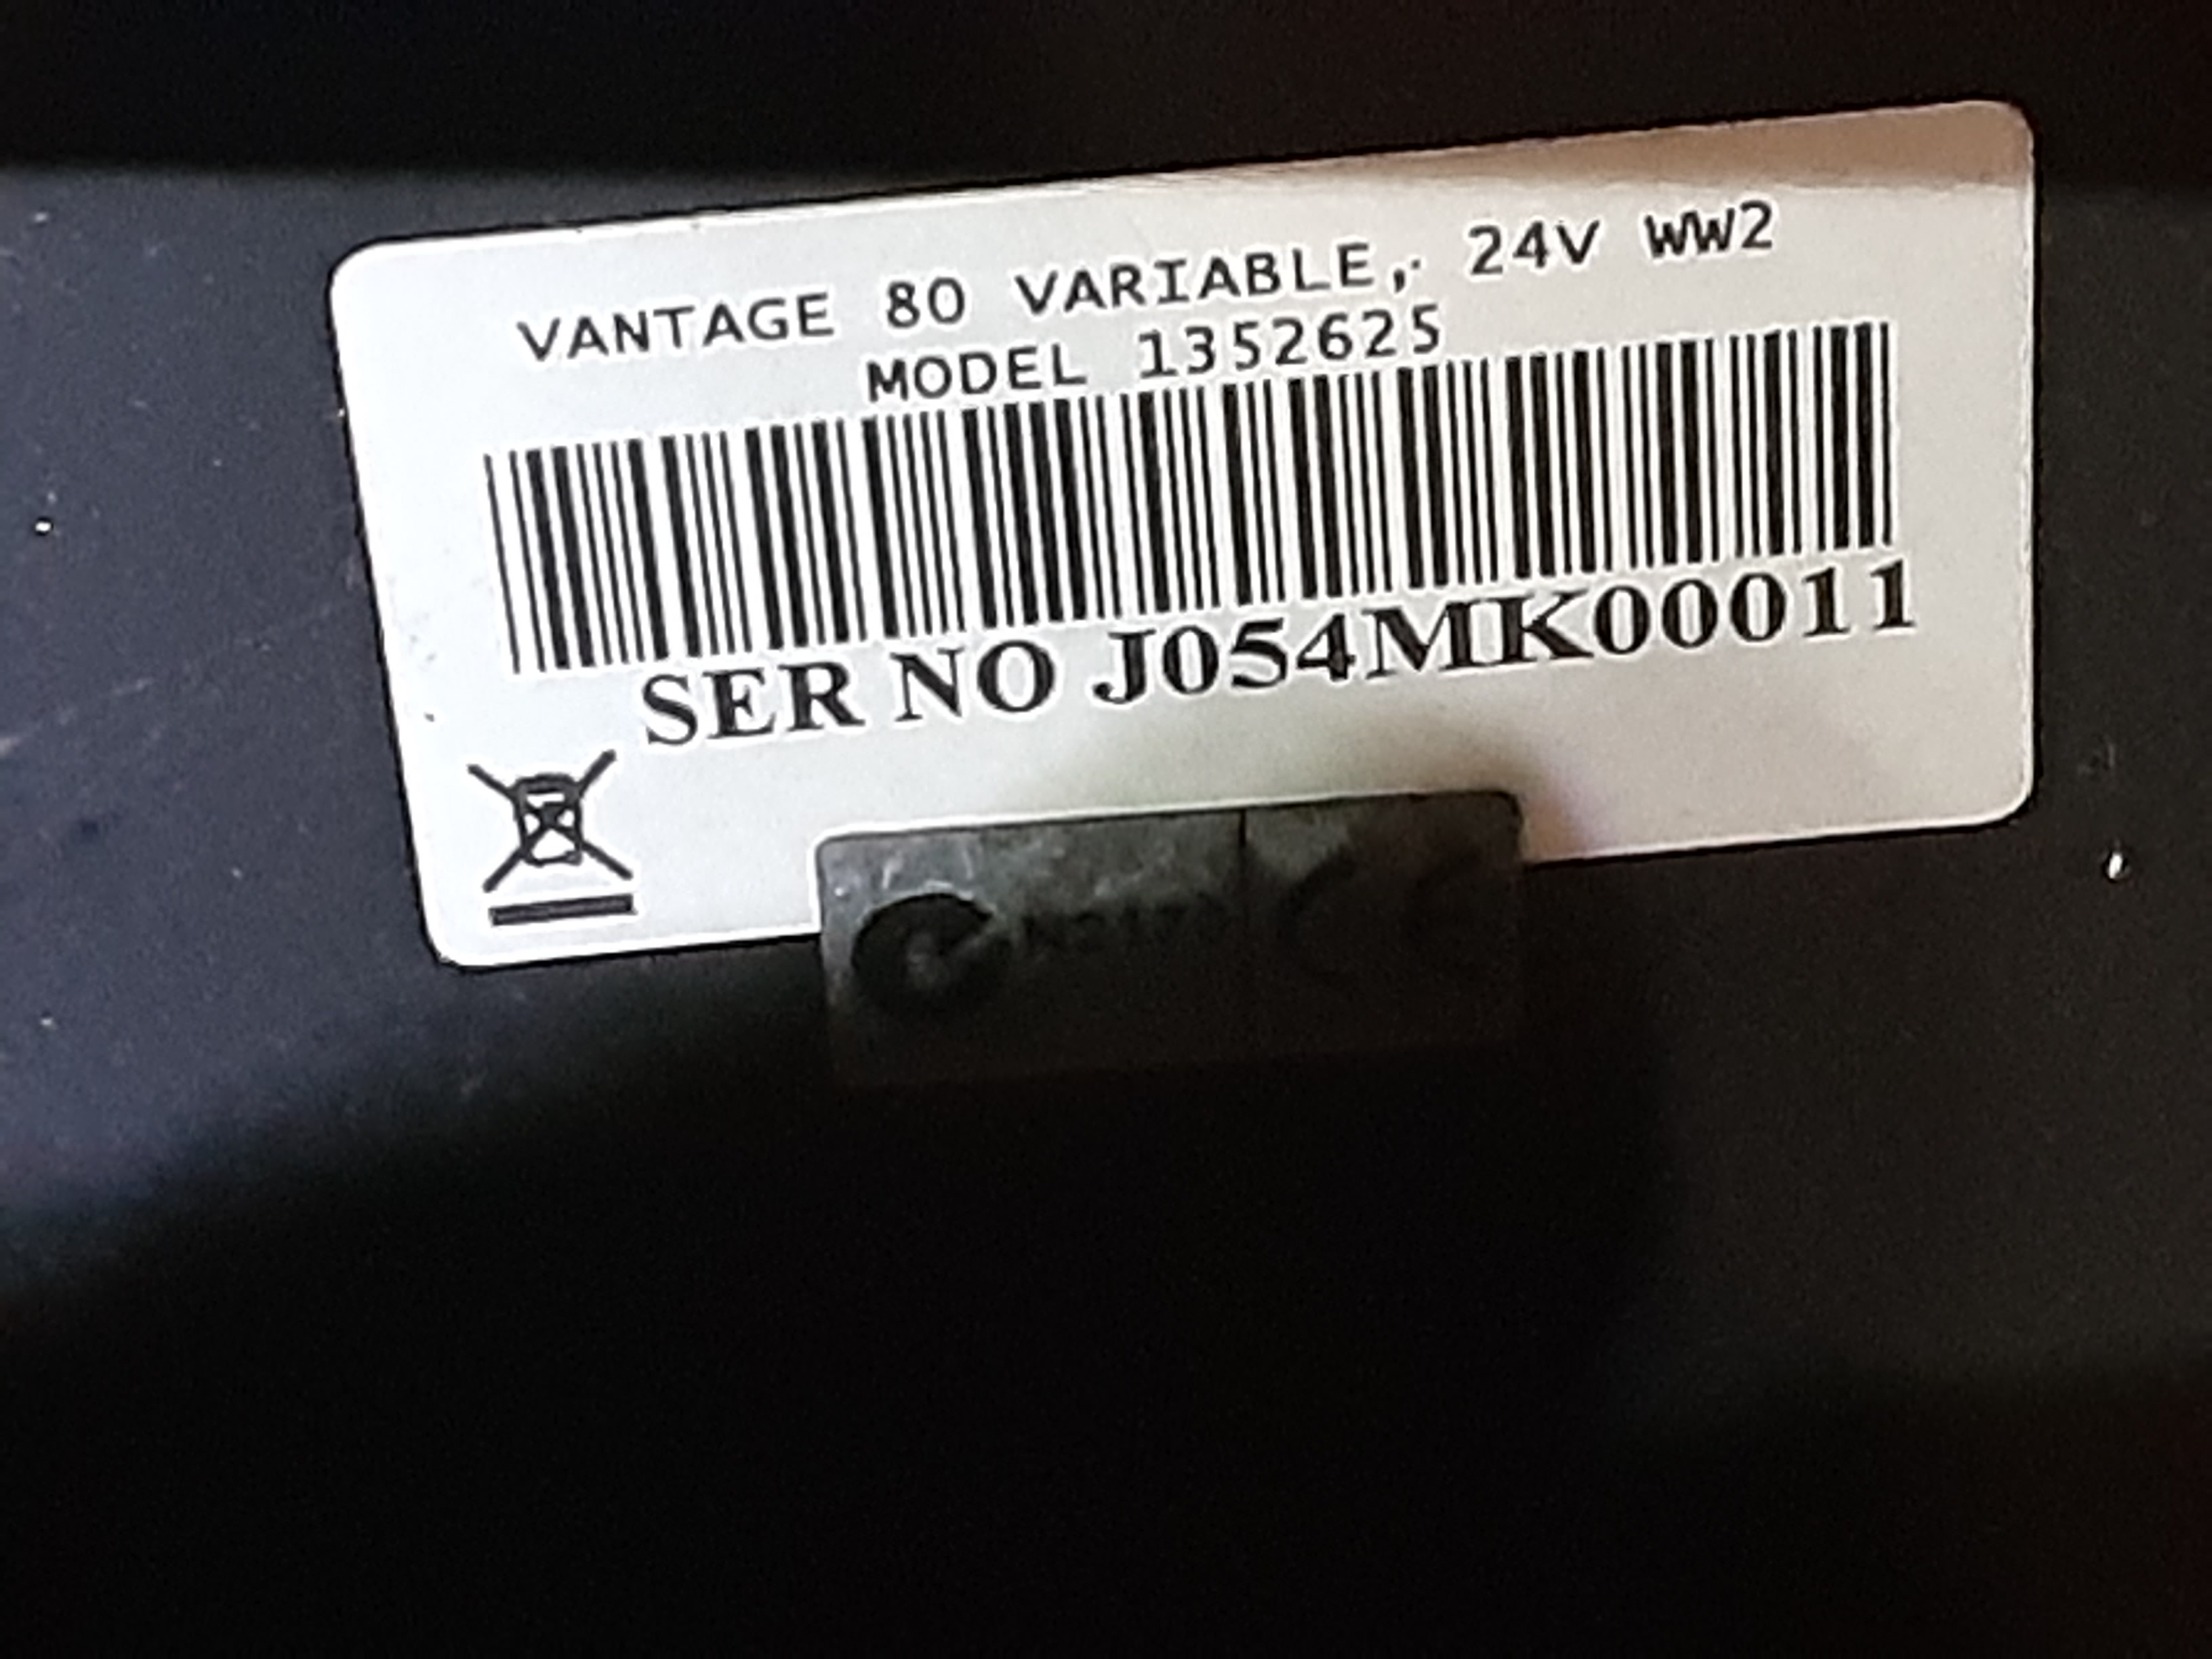 VANTAGE 80 VARIABLE, 24V WW2
MODEL 1352625
SER NO J054MK00011